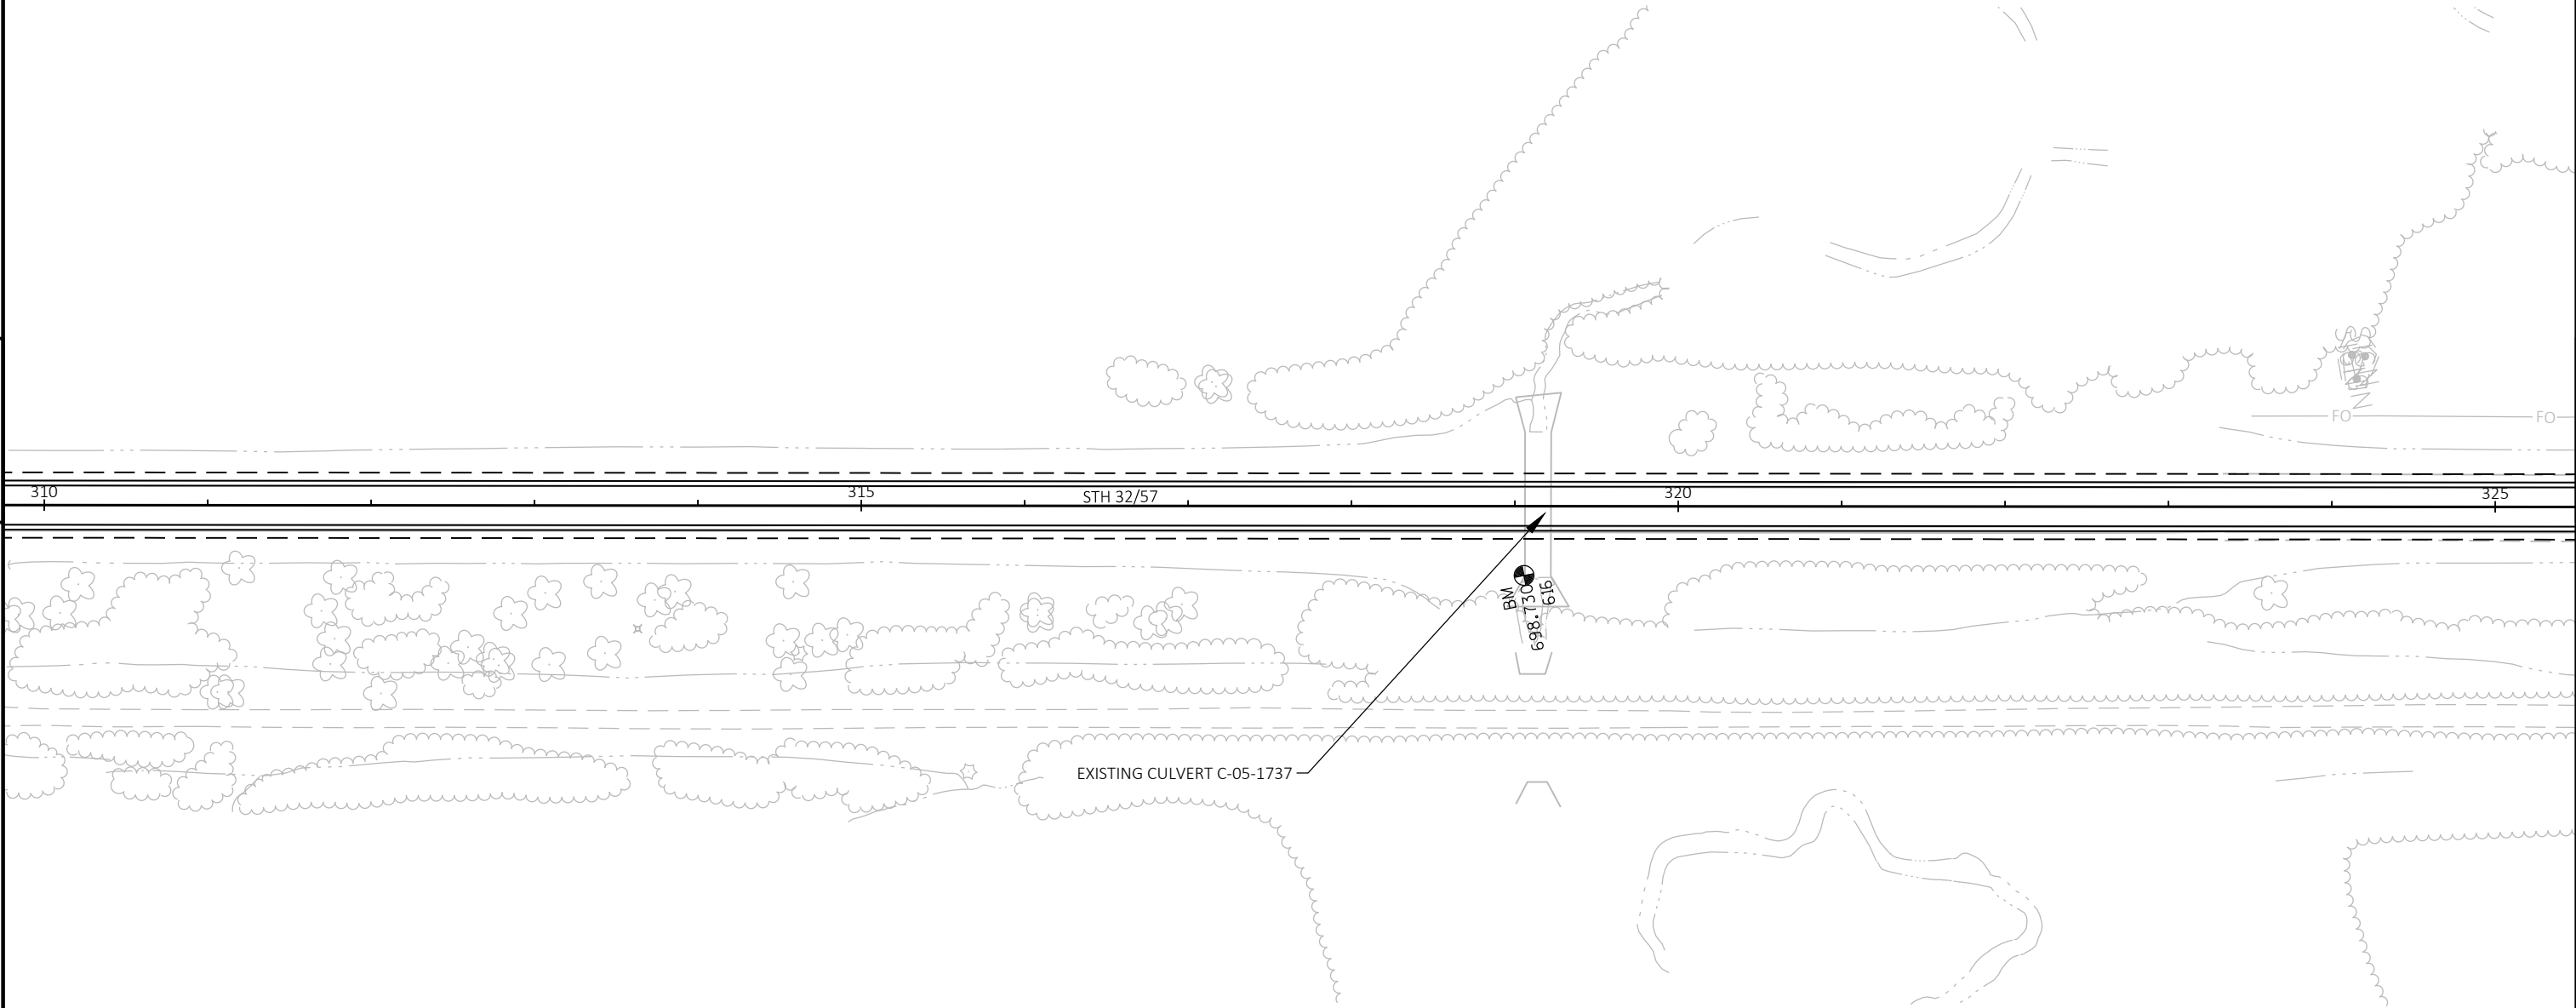 FO FO
310 315 STH 32/57 320 325
BM
698.730
616
EXISTING CULVERT C-05-1737